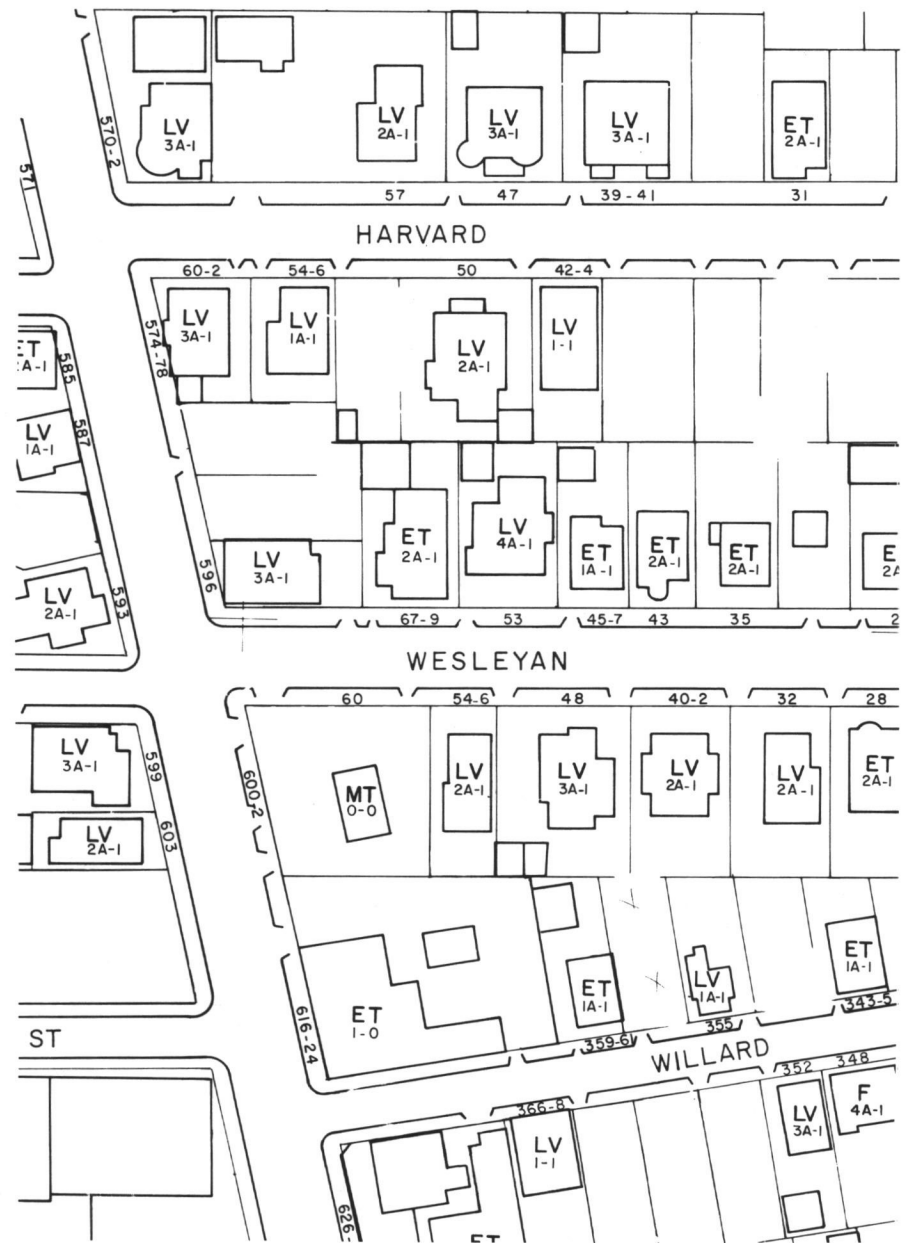 LV 3A-1
LV 2A-1
LV 3A-1
LV 3A-1
ET 2A-1
570-2
571
57
47
39-41
31
HARVARD
60-2
54-6
50
42-4
574-78
LV 3A-1
LV 1A-1
LV 2A-1
LV 1-1
585
587
LV 1A-1
ET 2A-1
LV 4A-1
ET 1A-1
ET 2A-1
ET 2A-1
596
LV 3A-1
593
LV 2A-1
67-9
53
45-7
43
35
WESLEYAN
60
54-6
48
40-2
32
28
599
LV 3A-1
600-2
MT 0-0
LV 2A-1
LV 3A-1
LV 2A-1
LV 2A-1
ET 2A-1
603
LV 2A-1
616-24
ET 1-0
ET 1A-1
LV 1A-1
ET 1A-1
359-61
355
343-5
ST
WILLARD
366-8
352
348
LV 1-1
LV 3A-1
F 4A-1
626-
ET